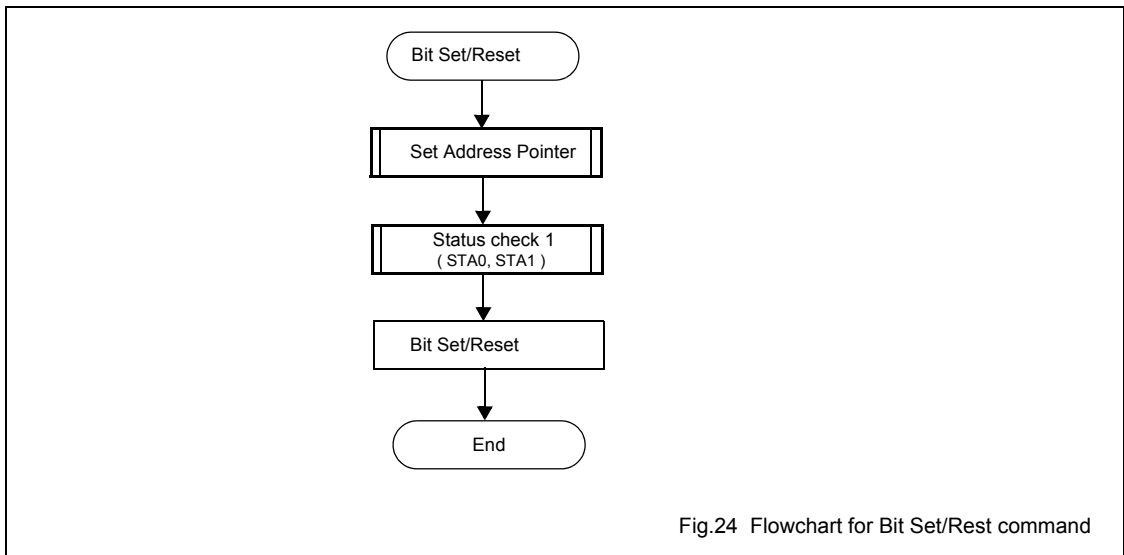 Bit Set/Reset
Set Address Pointer
Status check 1
( STA0, STA1 )
Bit Set/Reset
End
Fig.24 Flowchart for Bit Set/Rest command